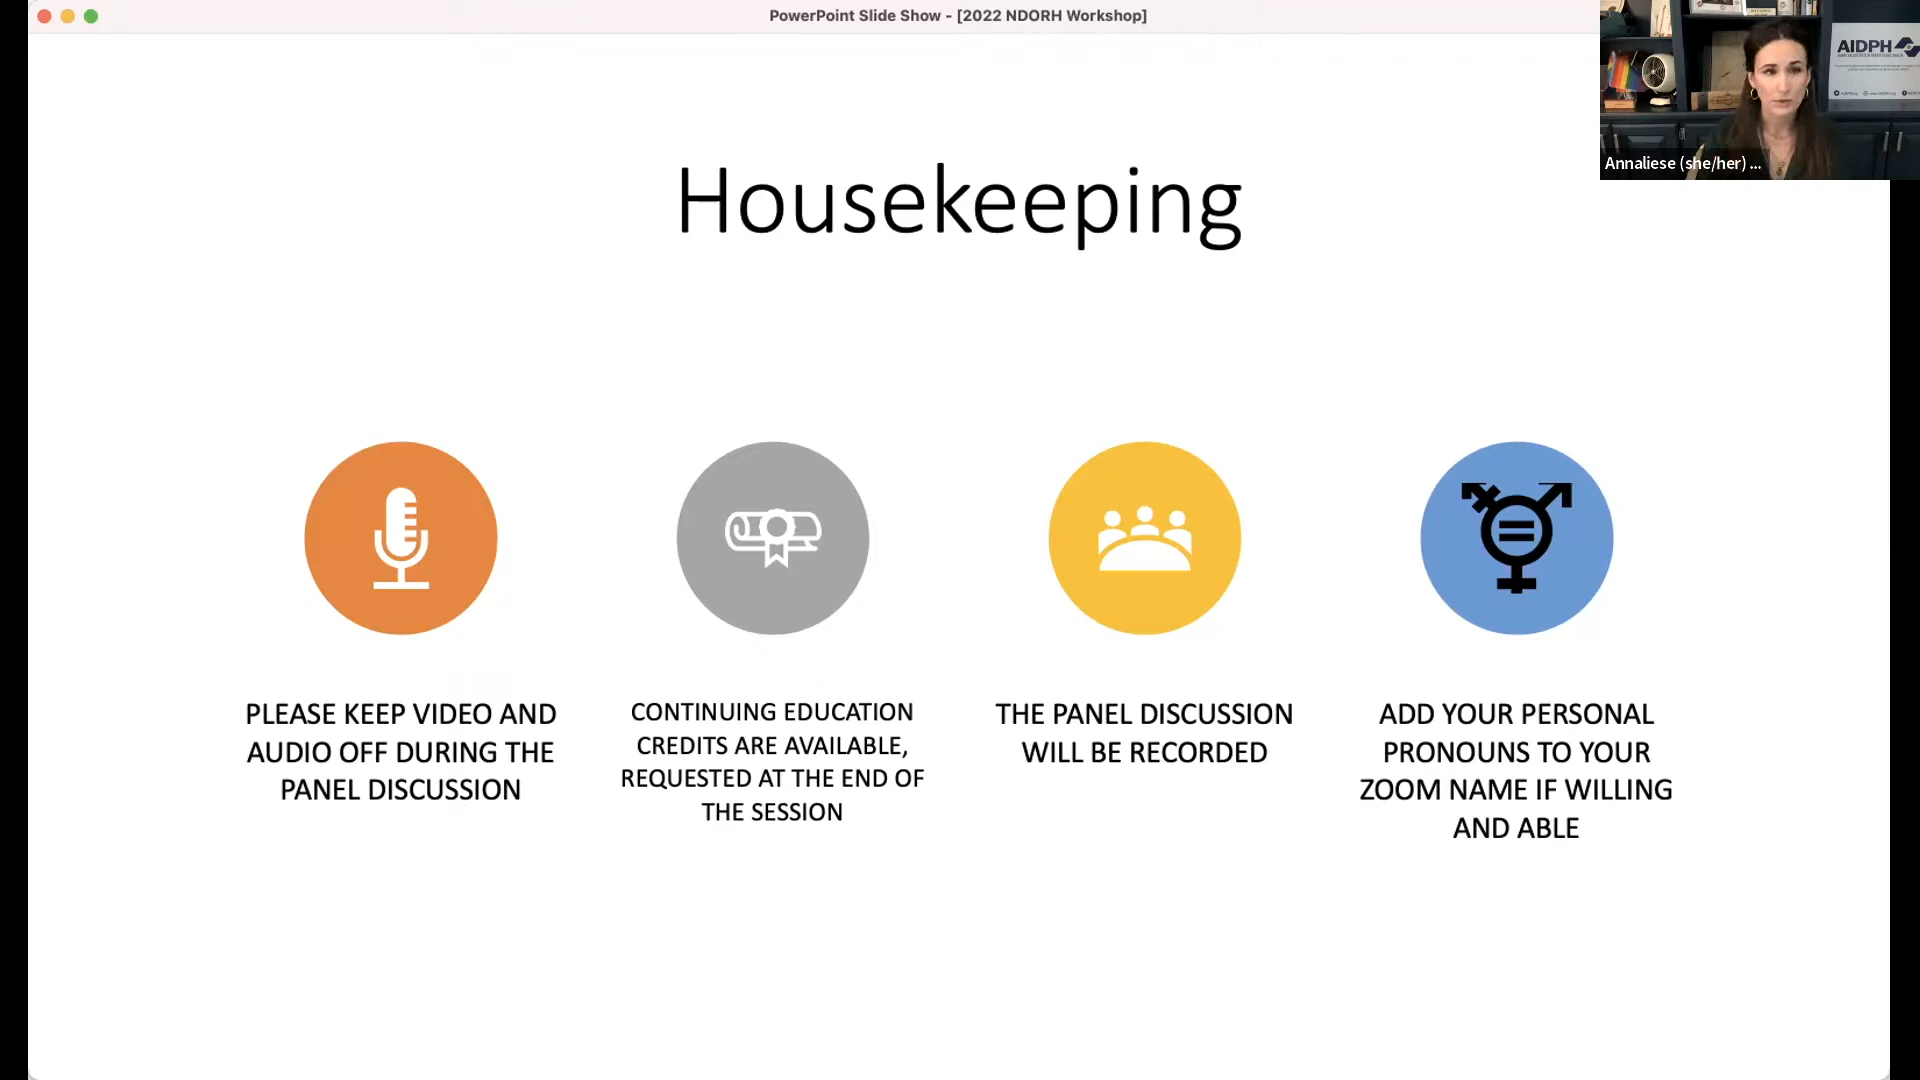 PowerPoint Slide Show - [2022 NDORH Workshop]
AIDPH
Annaliese (she/her) ...
Housekeeping
PLEASE KEEP VIDEO AND
AUDIO OFF DURING THE
PANEL DISCUSSION
CONTINUING EDUCATION
CREDITS ARE AVAILABLE,
REQUESTED AT THE END OF
THE SESSION
THE PANEL DISCUSSION
WILL BE RECORDED
ADD YOUR PERSONAL
PRONOUNS TO YOUR
ZOOM NAME IF WILLING
AND ABLE